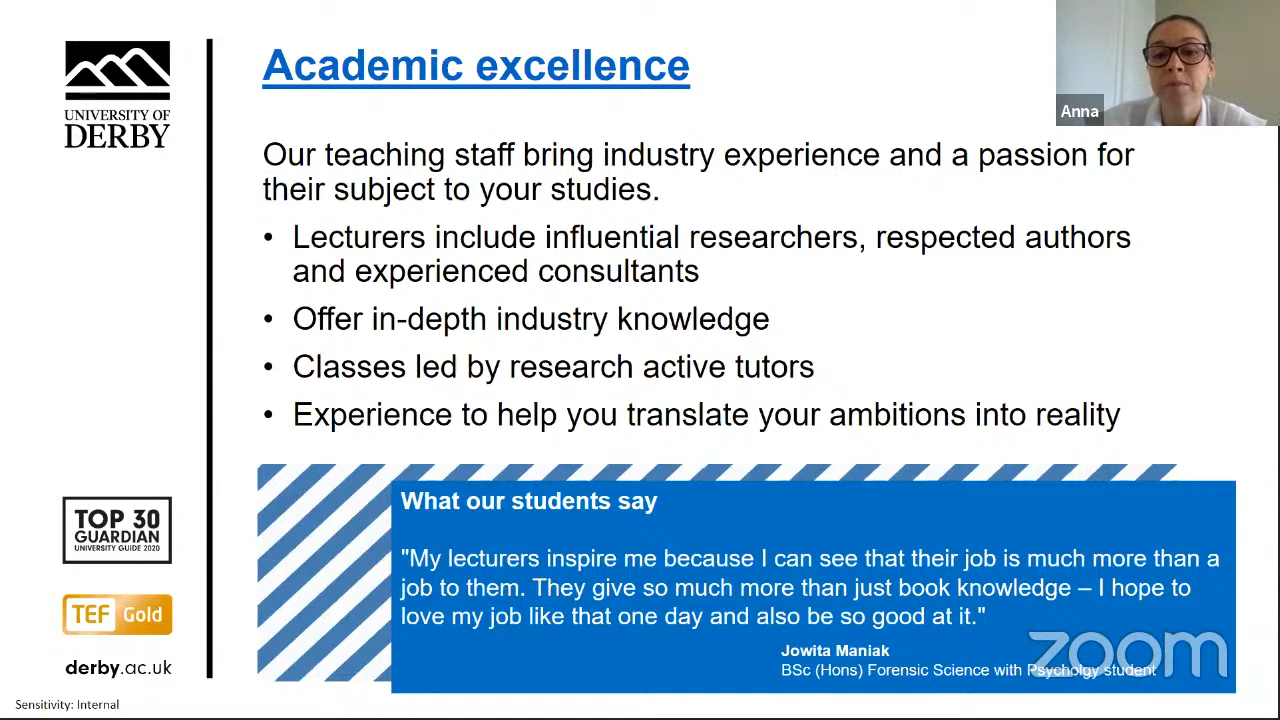 Academic excellence
Anna
UNIVERSITY OF
DERBY
Our teaching staff bring industry experience and a passion for
their subject to your studies.
• Lecturers include influential researchers, respected authors
and experienced consultants
• Offer in-depth industry knowledge
• Classes led by research active tutors
• Experience to help you translate your ambitions into reality
What our students say
"My lecturers inspire me because I can see that their job is much more than a
job to them. They give so much more than just book knowledge – I hope to
love my job like that one day and also be so good at it."
Jowita Maniak
BSc (Hons) Forensic Science with Psycholgy student
zoom
TOP 30
GUARDIAN
UNIVERSITY GUIDE 2020
TEF Gold
derby.ac.uk
Sensitivity: Internal